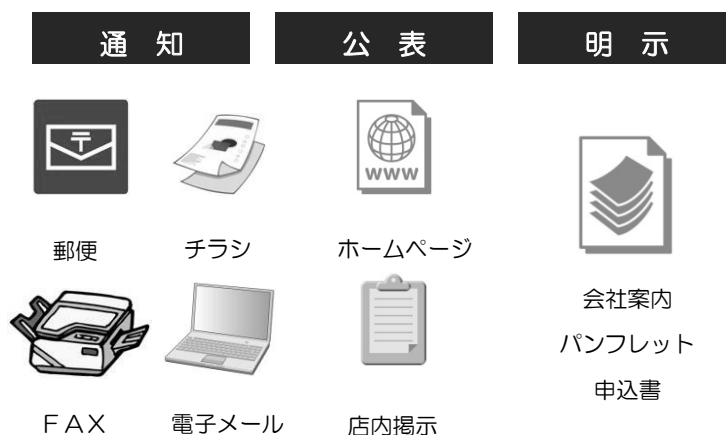 通 知
公 表
明 示
〒
www
郵便
チラシ
ホームページ
ＦＡＸ
電子メール
店内掲示
会社案内
パンフレット
申込書